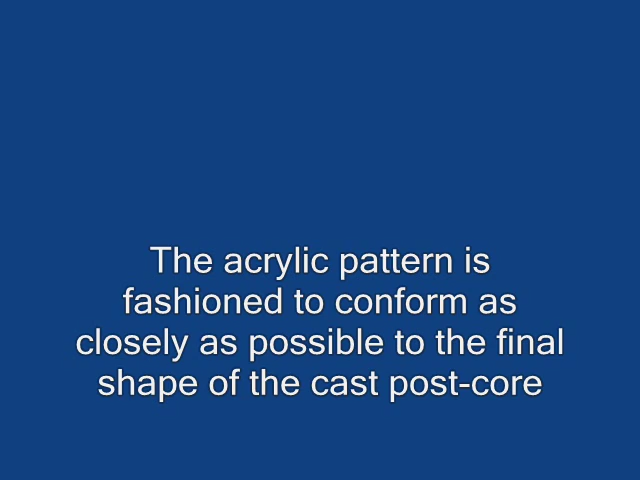 The acrylic pattern is
fashioned to conform as
closely as possible to the final
shape of the cast post-core